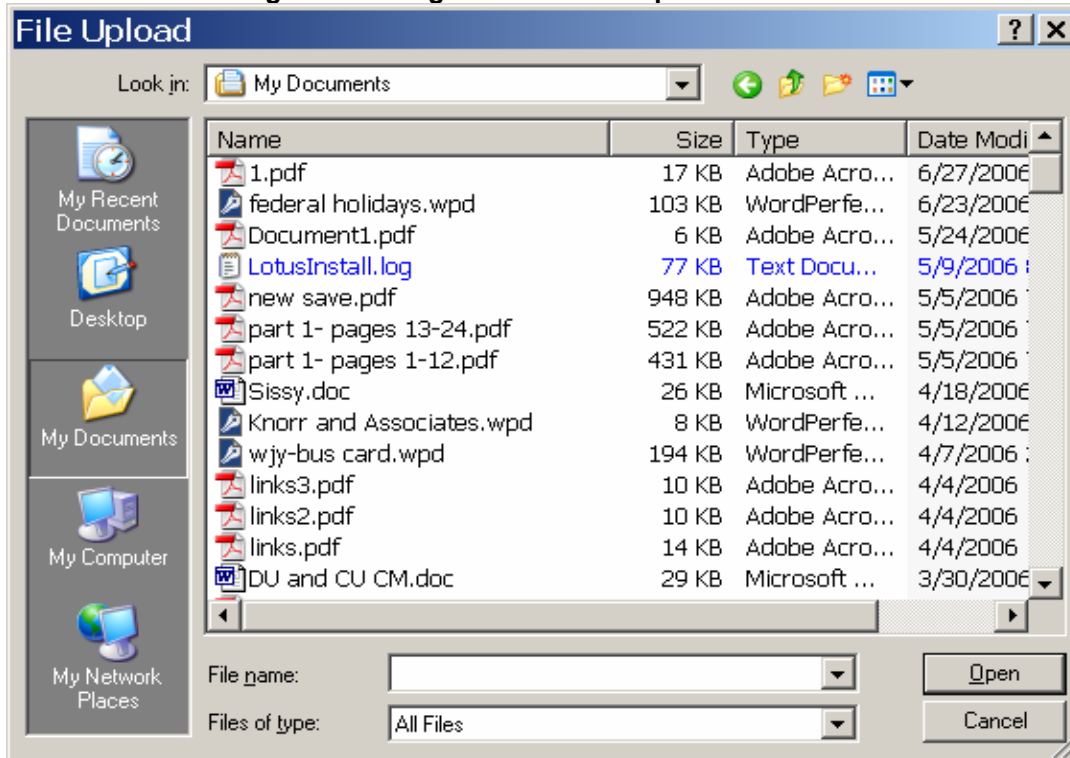 File Upload
Look in: My Documents
Name Size Type Date Modi
1.pdf 17 KB Adobe Acro... 6/27/2006
federal holidays.wpd 103 KB WordPerfe... 6/23/2006
Document1.pdf 6 KB Adobe Acro... 5/24/2006
LotusInstall.log 77 KB Text Docu... 5/9/2006
new save.pdf 948 KB Adobe Acro... 5/5/2006
part 1- pages 13-24.pdf 522 KB Adobe Acro... 5/5/2006
part 1- pages 1-12.pdf 431 KB Adobe Acro... 5/5/2006
Sissy.doc 26 KB Microsoft ... 4/18/2006
Knorr and Associates.wpd 8 KB WordPerfe... 4/12/2006
wjy-bus card.wpd 194 KB WordPerfe... 4/7/2006
links3.pdf 10 KB Adobe Acro... 4/4/2006
links2.pdf 10 KB Adobe Acro... 4/4/2006
links.pdf 14 KB Adobe Acro... 4/4/2006
DU and CU CM.doc 29 KB Microsoft ... 3/30/2006
My Recent
Documents
Desktop
My Documents
My Computer
My Network
Places
File name:
Open
Files of type: All Files
Cancel